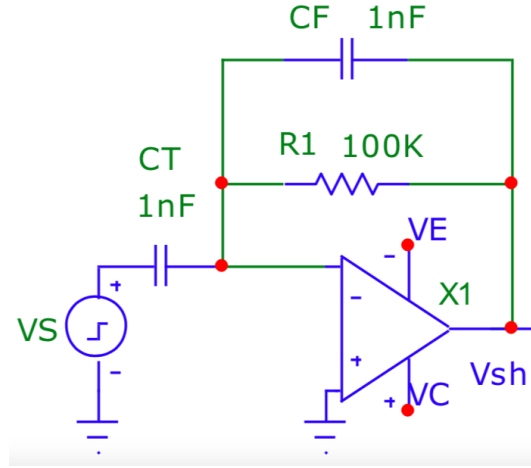 CF 1nF
R1 100K
CT
1nF
VE
-
X1
+
-
VS
+
-
Vsh
VC
+